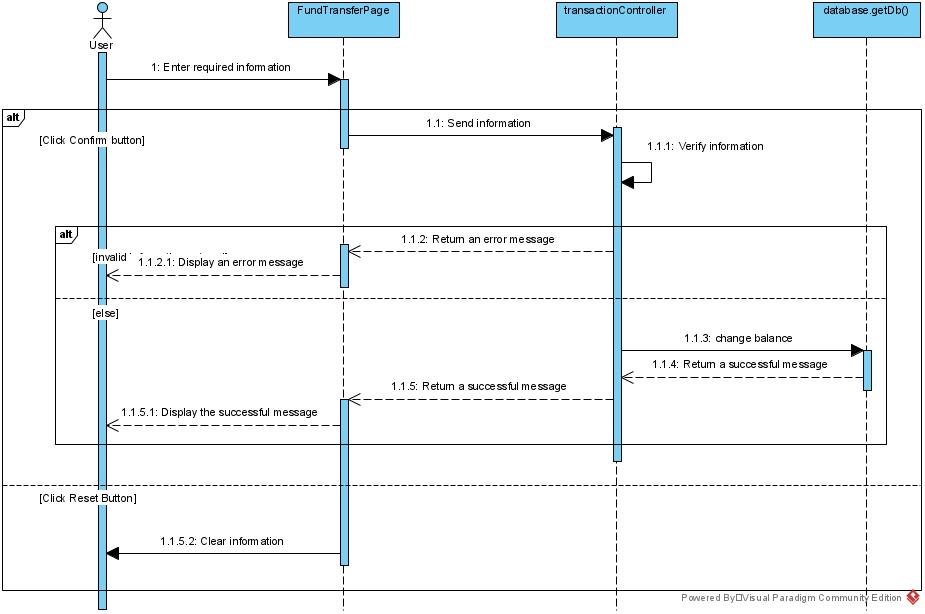 FundTransferPage
transactionController
database.getDb()
User
1: Enter required information
alt
1.1: Send information
[Click Confirm button]
1.1.1: Verify information
alt
1.1.2: Return an error message
[invalid
1.1.2.1: Display an error message
[else]
1.1.3: change balance
1.1.4: Return a successful message
1.1.5: Return a successful message
1.1.5.1: Display the successful message
[Click Reset Button]
1.1.5.2: Clear information
Powered By Visual Paradigm Community Edition